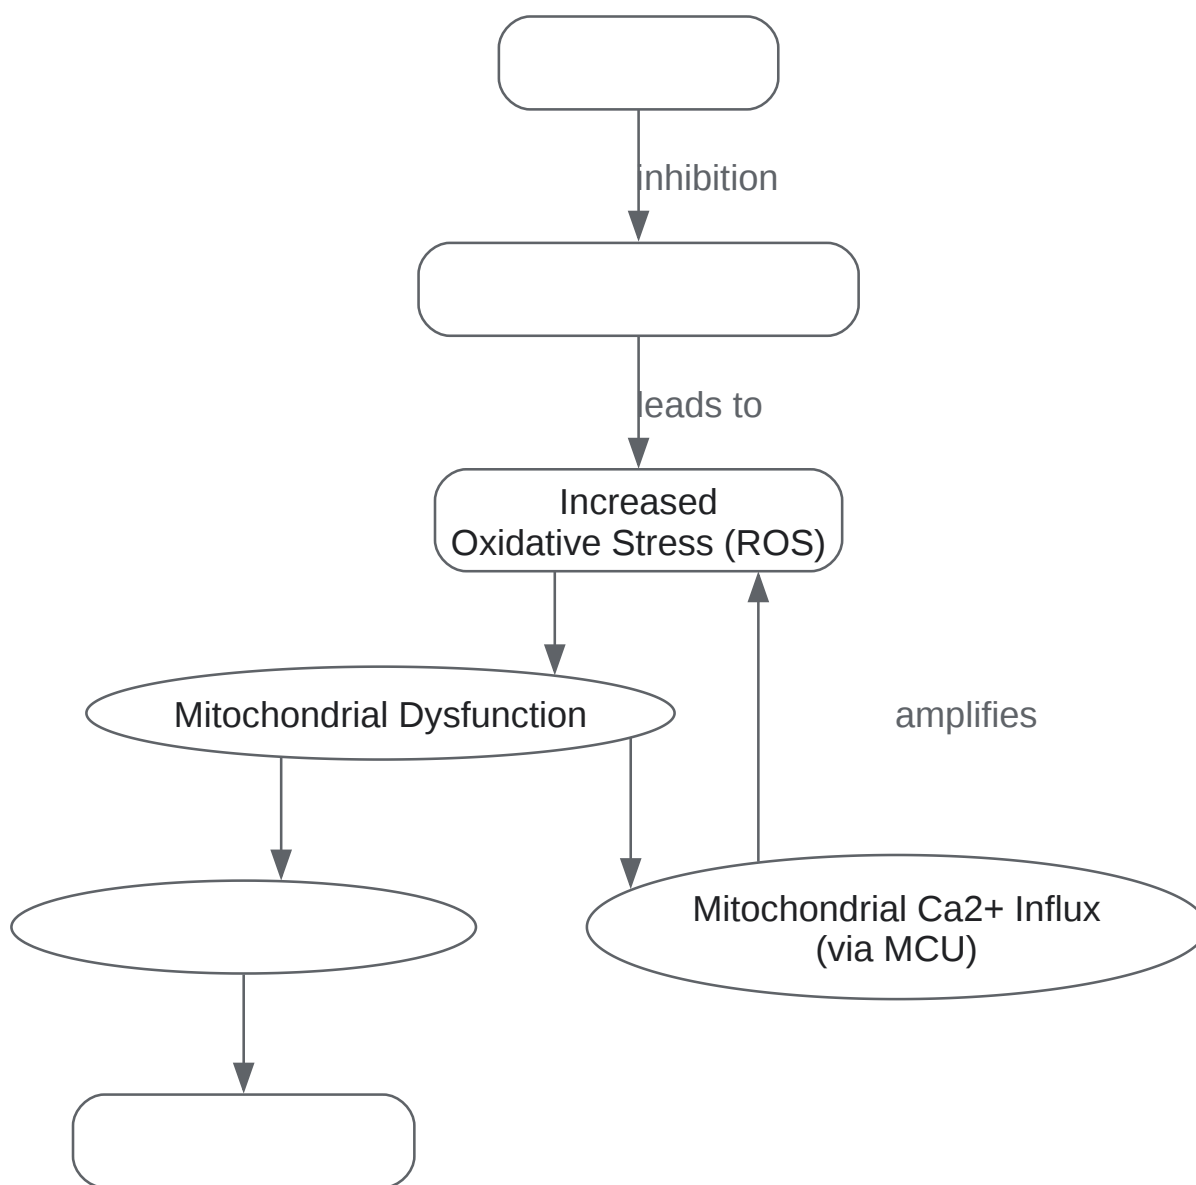 inhibition
leads to
Increased
Oxidative Stress (ROS)
Mitochondrial Dysfunction
amplifies
Mitochondrial Ca2+ Influx
(via MCU)